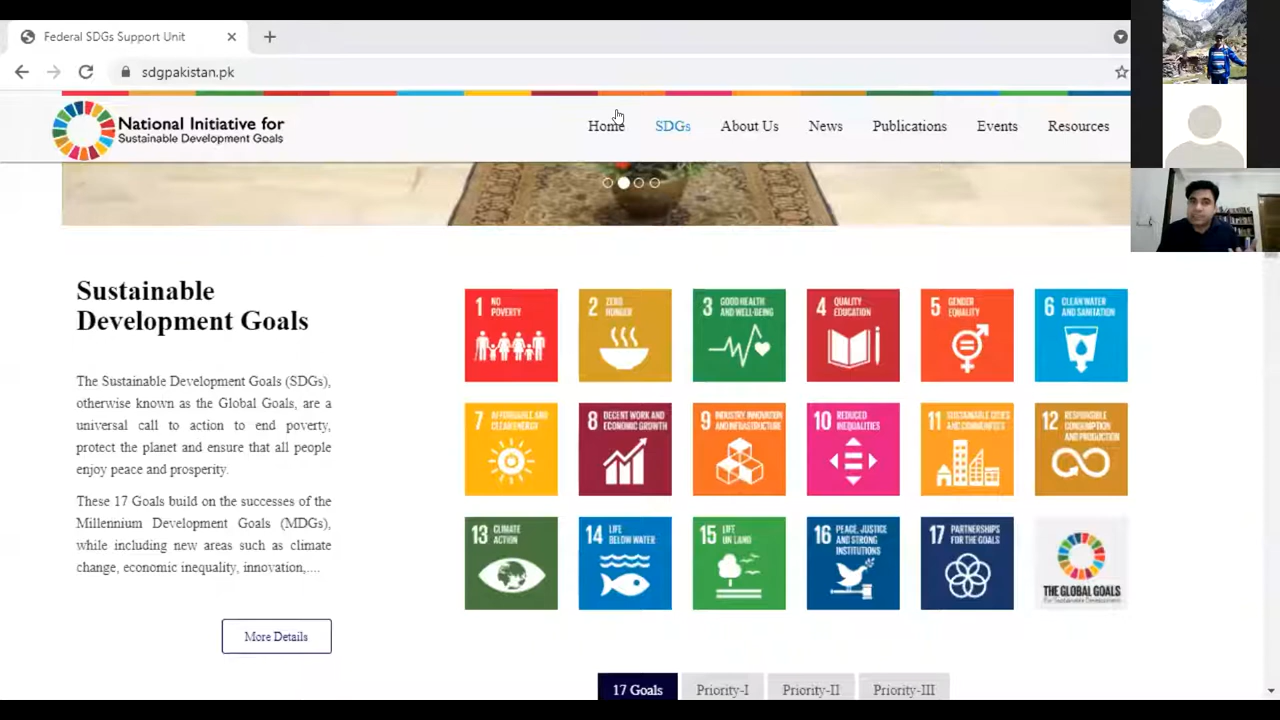 Federal SDGs Support Unit
sdgpakistan.pk
National Initiative for
Sustainable Development Goals
Home SDGs About Us News Publications Events Resources
Sustainable
Development Goals
The Sustainable Development Goals (SDGs),
otherwise known as the Global Goals, are a
universal call to action to end poverty,
protect the planet and ensure that all people
enjoy peace and prosperity.
These 17 Goals build on the successes of the
Millennium Development Goals (MDGs),
while including new areas such as climate
change, economic inequality, innovation,....
More Details
1 NO
POVERTY
2 ZERO
HUNGER
3 GOOD HEALTH
AND WELL-BEING
4 QUALITY
EDUCATION
5 GENDER
EQUALITY
6 CLEAN WATER
AND SANITATION
7 AFFORDABLE AND
CLEAN ENERGY
8 DECENT WORK AND
ECONOMIC GROWTH
9 INDUSTRY INNOVATION
AND INFRASTRUCTURE
10 REDUCED
INEQUALITIES
11 SUSTAINABLE CITIES
AND COMMUNITIES
12 RESPONSIBLE
CONSUMPTION
AND PRODUCTION
13 CLIMATE
ACTION
14 LIFE
BELOW WATER
15 LIFE
ON LAND
16 PEACE, JUSTICE
AND STRONG
INSTITUTIONS
17 PARTNERSHIPS
FOR THE GOALS
THE GLOBAL GOALS
For Sustainable Development
17 Goals Priority-I Priority-II Priority-III